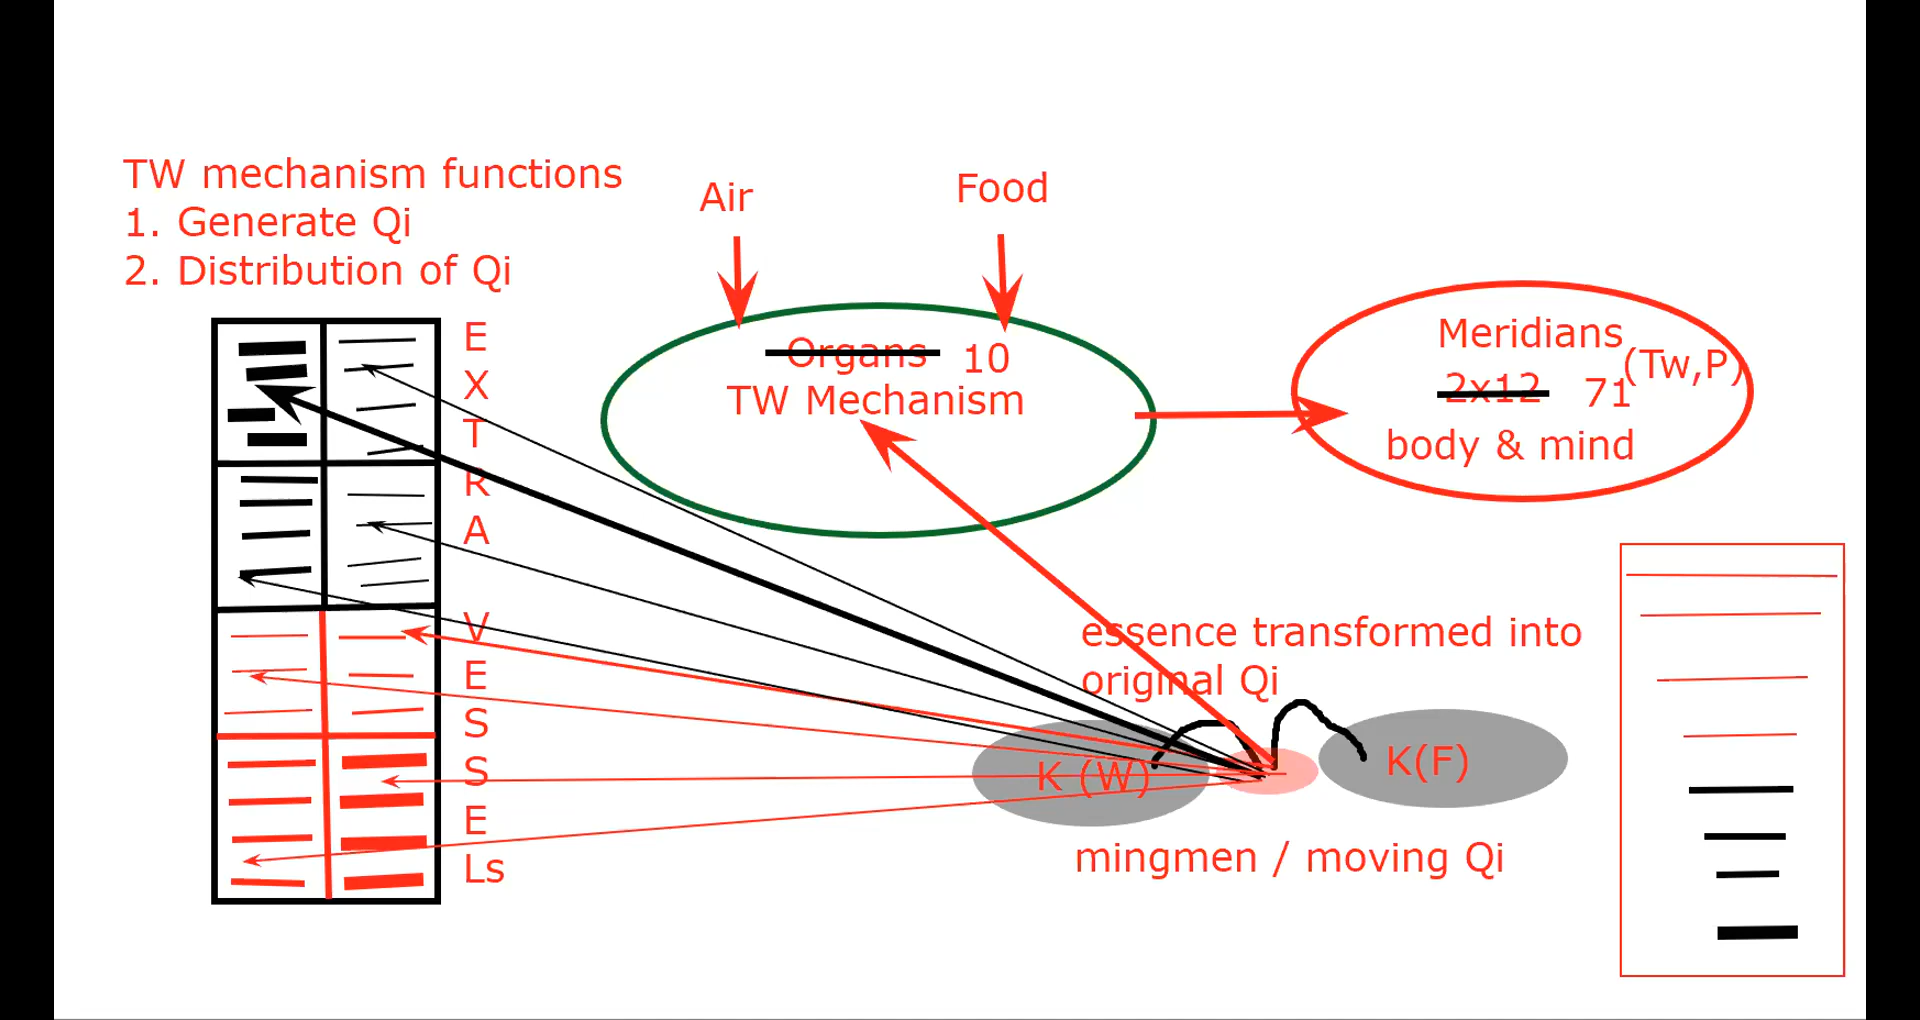 TW mechanism functions
1. Generate Qi
2. Distribution of Qi
Air
Food
Organs 10
TW Mechanism
Meridians
(Tw,P)
2x12 71
body & mind
E
X
T
R
A
V
E
S
S
E
Ls
essence transformed into
original Qi
K (W)
K(F)
mingmen / moving Qi